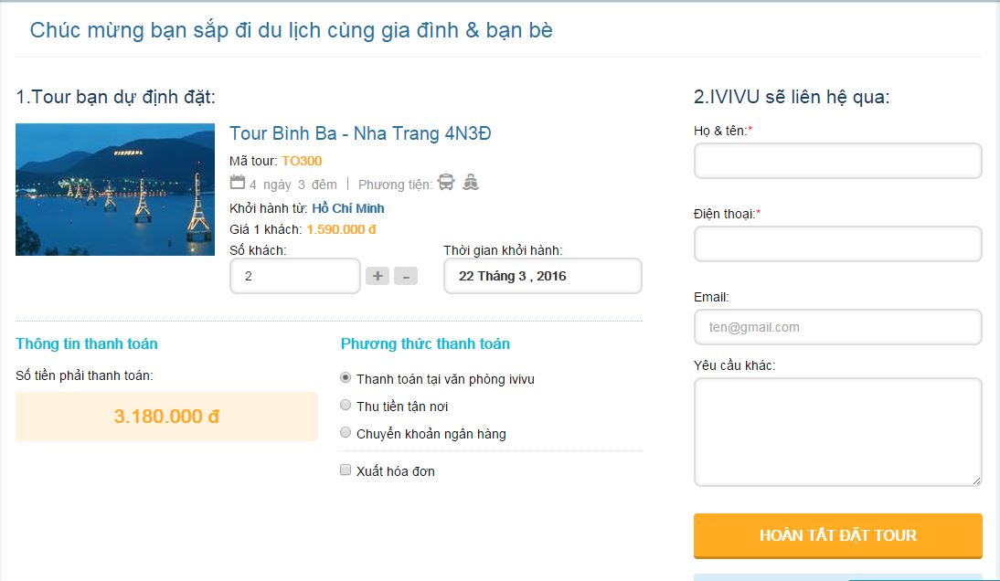 Chúc mừng bạn sắp đi du lịch cùng gia đình & bạn bè
1.Tour bạn dự định đặt:
VINPEARL
Tour Bình Ba - Nha Trang 4N3Đ
Mã tour: TO300
4 ngày 3 đêm | Phương tiện:
Khởi hành từ: Hồ Chí Minh
Giá 1 khách: 1.590.000 đ
Số khách:
2
+
-
Thời gian khởi hành:
22 Tháng 3 , 2016
Thông tin thanh toán
Số tiền phải thanh toán:
3.180.000 đ
Phương thức thanh toán
Thanh toán tại văn phòng ivivu
Thu tiền tận nơi
Chuyển khoản ngân hàng
Xuất hóa đơn
2.IVIVU sẽ liên hệ qua:
Họ & tên:*
Điện thoại:*
Email:
ten@gmail.com
Yêu cầu khác:
HOÀN TẤT ĐẶT TOUR